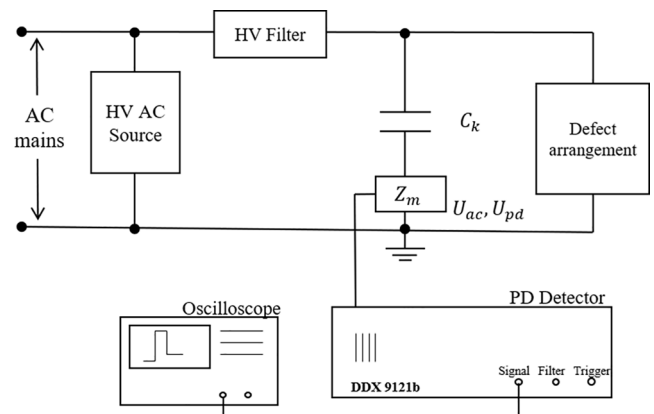 HV Filter
AC
mains
HV AC
Source
C_k
Defect
arrangement
Z_m
U_ac, U_pd
Oscilloscope
PD Detector
Signal Filter Trigger
DDX 9121b